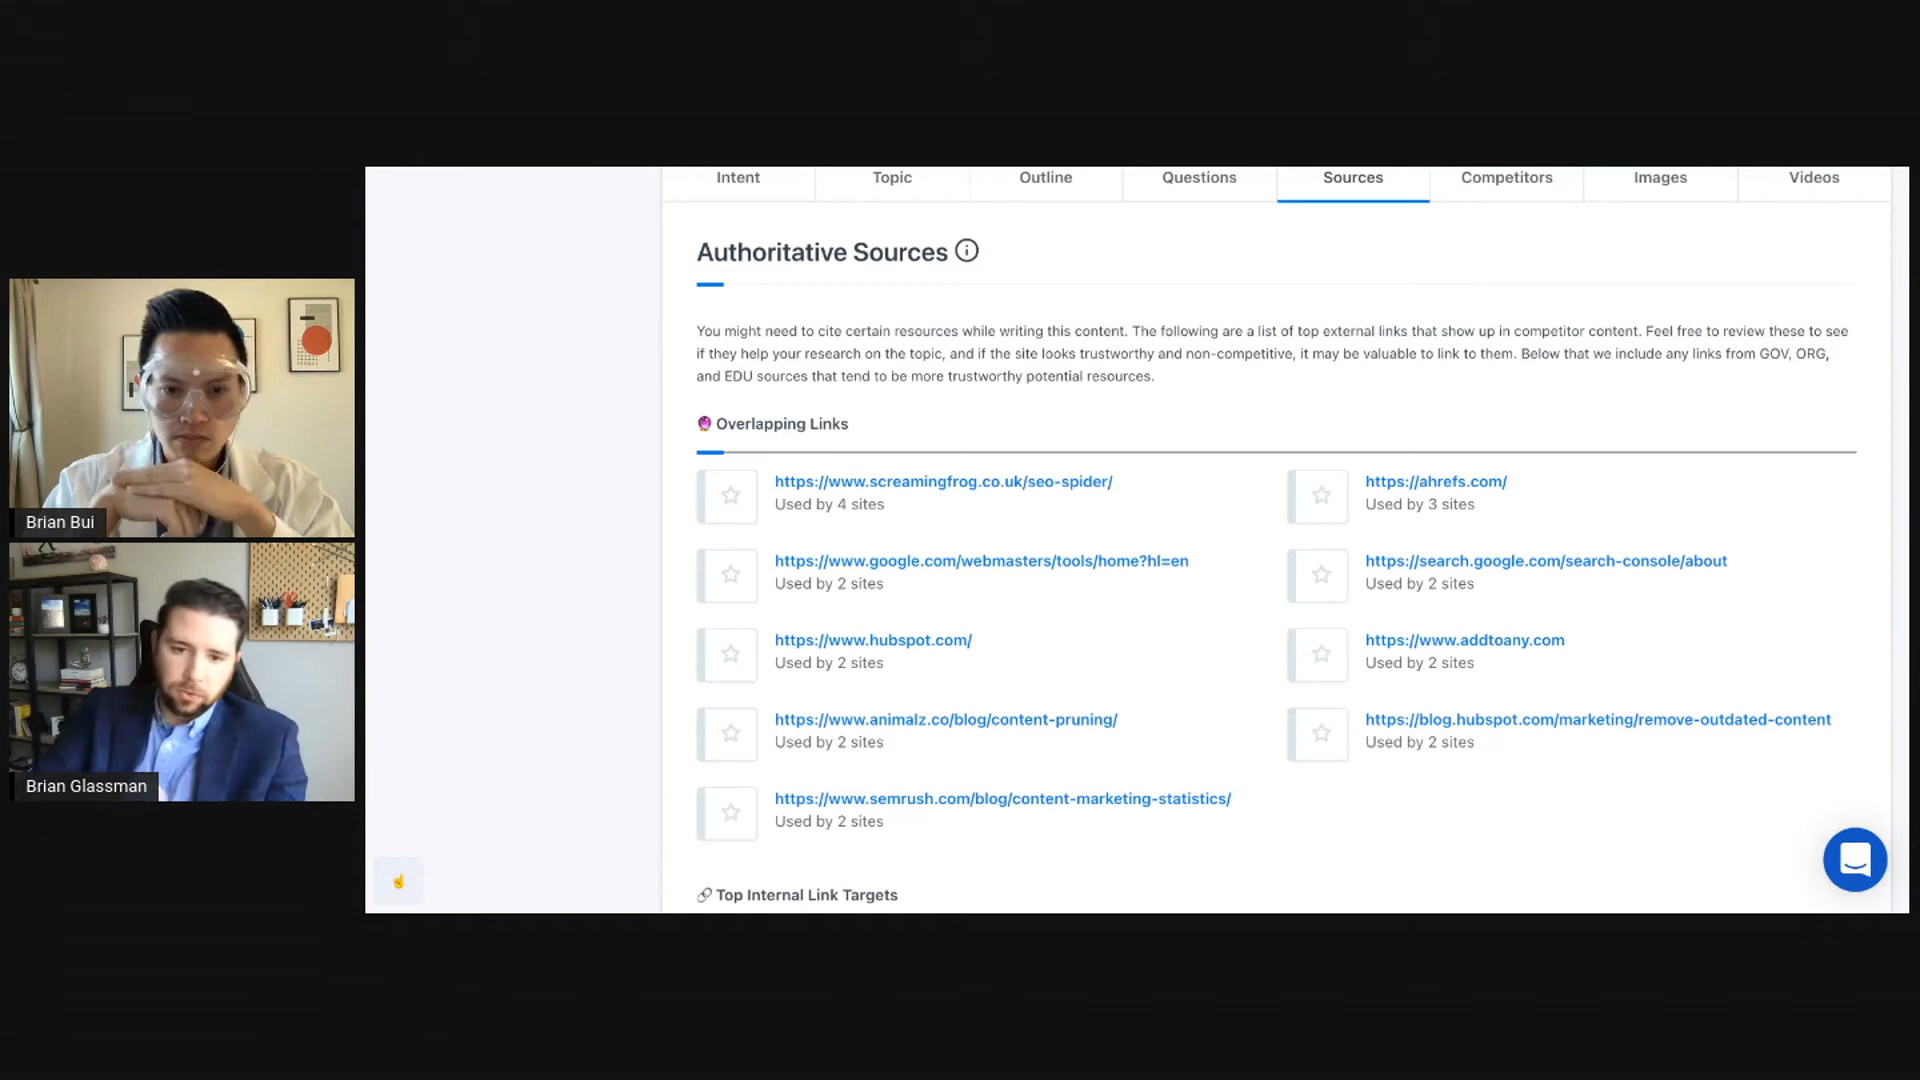 Intent
Topic
Outline
Questions
Sources
Competitors
Images
Videos
Authoritative Sources
You might need to cite certain resources while writing this content. The following are a list of top external links that show up in competitor content. Feel free to review these to see
if they help your research on the topic, and if the site looks trustworthy and non-competitive, it may be valuable to link to them. Below that we include any links from GOV, ORG,
and EDU sources that tend to be more trustworthy potential resources.
Overlapping Links
https://www.screamingfrog.co.uk/seo-spider/
Used by 4 sites
https://ahrefs.com/
Used by 3 sites
https://www.google.com/webmasters/tools/home?hl=en
Used by 2 sites
https://search.google.com/search-console/about
Used by 2 sites
https://www.hubspot.com/
Used by 2 sites
https://www.addtoany.com
Used by 2 sites
https://www.animalz.co/blog/content-pruning/
Used by 2 sites
https://blog.hubspot.com/marketing/remove-outdated-content
Used by 2 sites
https://www.semrush.com/blog/content-marketing-statistics/
Used by 2 sites
Top Internal Link Targets
Brian Bui
Brian Glassman